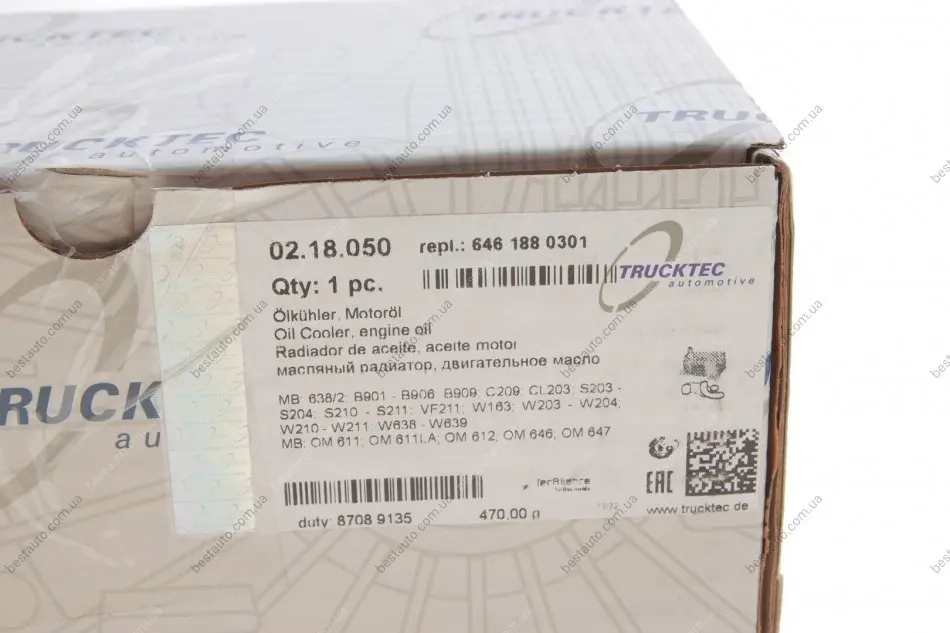 TRUCKTEC
automotive
TRUC
02.18.050 repl.: 646 188 0301
Qty: 1 pc.
TRUCKTEC
automotive
Ölkühler, Motoröl
Oil Cooler, engine oil
Radiador de aceite, aceite motor
масляный радиатор, двигательное масло
MB: 638/2; B901 - B906; B909; C209; CL203; S203 -
S204; S210 - S211; VF211; W163; W203 - W204;
W210 - W211; W638 - W639
MB: OM 611; OM 611LA; OM 612; OM 646; OM 647
RUCK
au
TecAlliance
EAC
www.trucktec.de
duty: 8708 9135 470.00 g
bestauto.com.ua